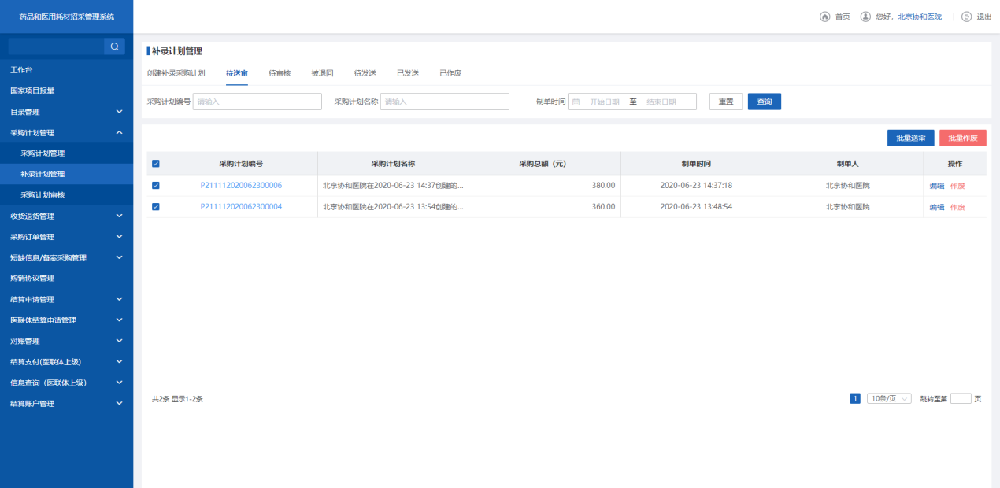 药品和医用耗材招采管理系统
首页 您好，北京协和医院 退出
工作台
国家项目报量
目录管理
采购计划管理
采购计划管理
补录计划管理
采购计划审核
收货退货管理
采购订单管理
短缺信息/备案采购管理
购销协议管理
结算申请管理
医联体结算申请管理
对账管理
结算支付(医联体上级)
信息查询（医联体上级）
结算账户管理
补录计划管理
创建补录采购计划 待送审 待审核 被退回 待发送 已发送 已作废
采购计划编号 请输入 采购计划名称 请输入 制单时间 开始日期 至 结束日期 重置 查询
批量送审 批量作废
采购计划编号 采购计划名称 采购总额（元） 制单时间 制单人 操作
P211112020062300006 北京协和医院在2020-06-23 14:37创建的... 380.00 2020-06-23 14:37:18 北京协和医院 编辑 作废
P211112020062300004 北京协和医院在2020-06-23 13:54创建的... 360.00 2020-06-23 13:48:54 北京协和医院 编辑 作废
共2条 显示1-2条 1 10条/页 跳转至第 页